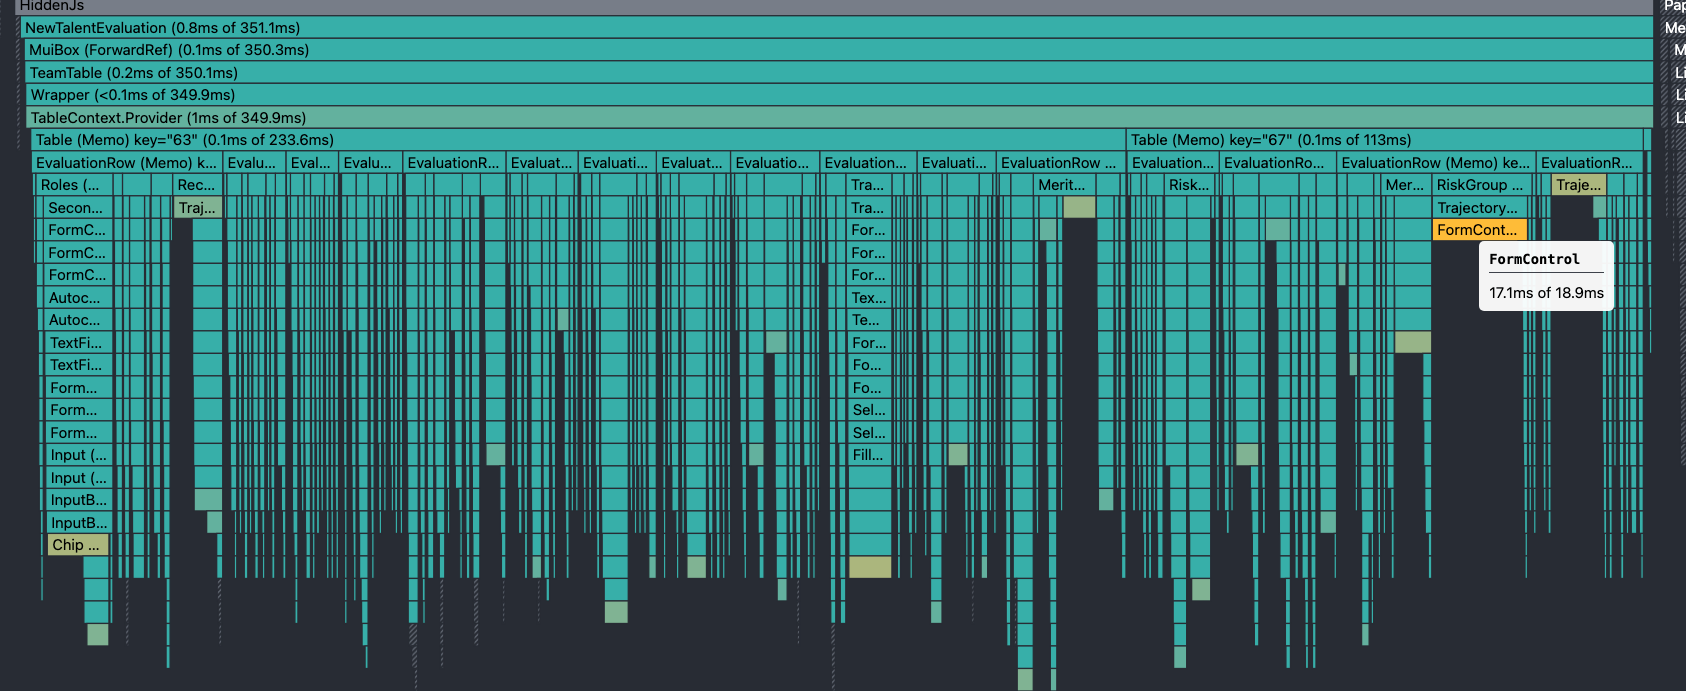 HiddenJs
NewTalentEvaluation (0.8ms of 351.1ms)
Me
MuiBox (ForwardRef) (0.1ms of 350.3ms)
M
TeamTable (0.2ms of 350.1ms)
Li
Wrapper (<0.1ms of 349.9ms)
Li
TableContext.Provider (1ms of 349.9ms)
Li
Table (Memo) key="63" (0.1ms of 233.6ms) Table (Memo) key="67" (0.1ms of 113ms)
EvaluationRow (Memo) k... Evalu... Eval... Evalu... EvaluationR... Evaluat... Evaluati... Evaluat... Evaluatio... Evaluation... Evaluati... EvaluationRow ... Evaluation... EvaluationRo... EvaluationRow (Memo) ke... EvaluationR...
Roles (... Rec... Tra... Merit... Risk... Mer... RiskGroup ... Traje...
Secon... Traj... Tra... Trajectory...
FormC... For... FormCont...
FormC... For...
FormC... For...
Autoc... Tex...
Autoc... Te...
TextFi... For...
TextFi... Fo...
Form... Fo...
Form... Sel...
Form... Sel...
Input (... Fill...
Input (...
InputB...
InputB...
Chip ...
FormControl
17.1ms of 18.9ms